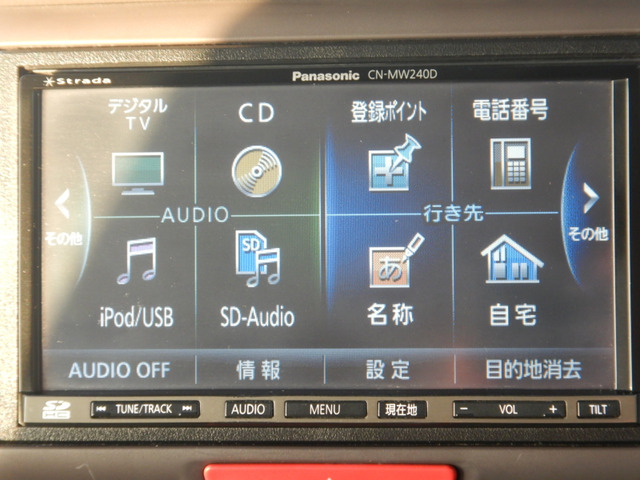 Strada
Panasonic CN-MW240D
デジタル
TV
CD
登録ポイント
電話番号
その他
AUDIO
行き先
その他
SD
あ
iPod/USB
SD-Audio
名称
自宅
AUDIO OFF
情報
設定
目的地消去
SD HC
TUNE/TRACK
AUDIO
MENU
現在地
− VOL +
TILT